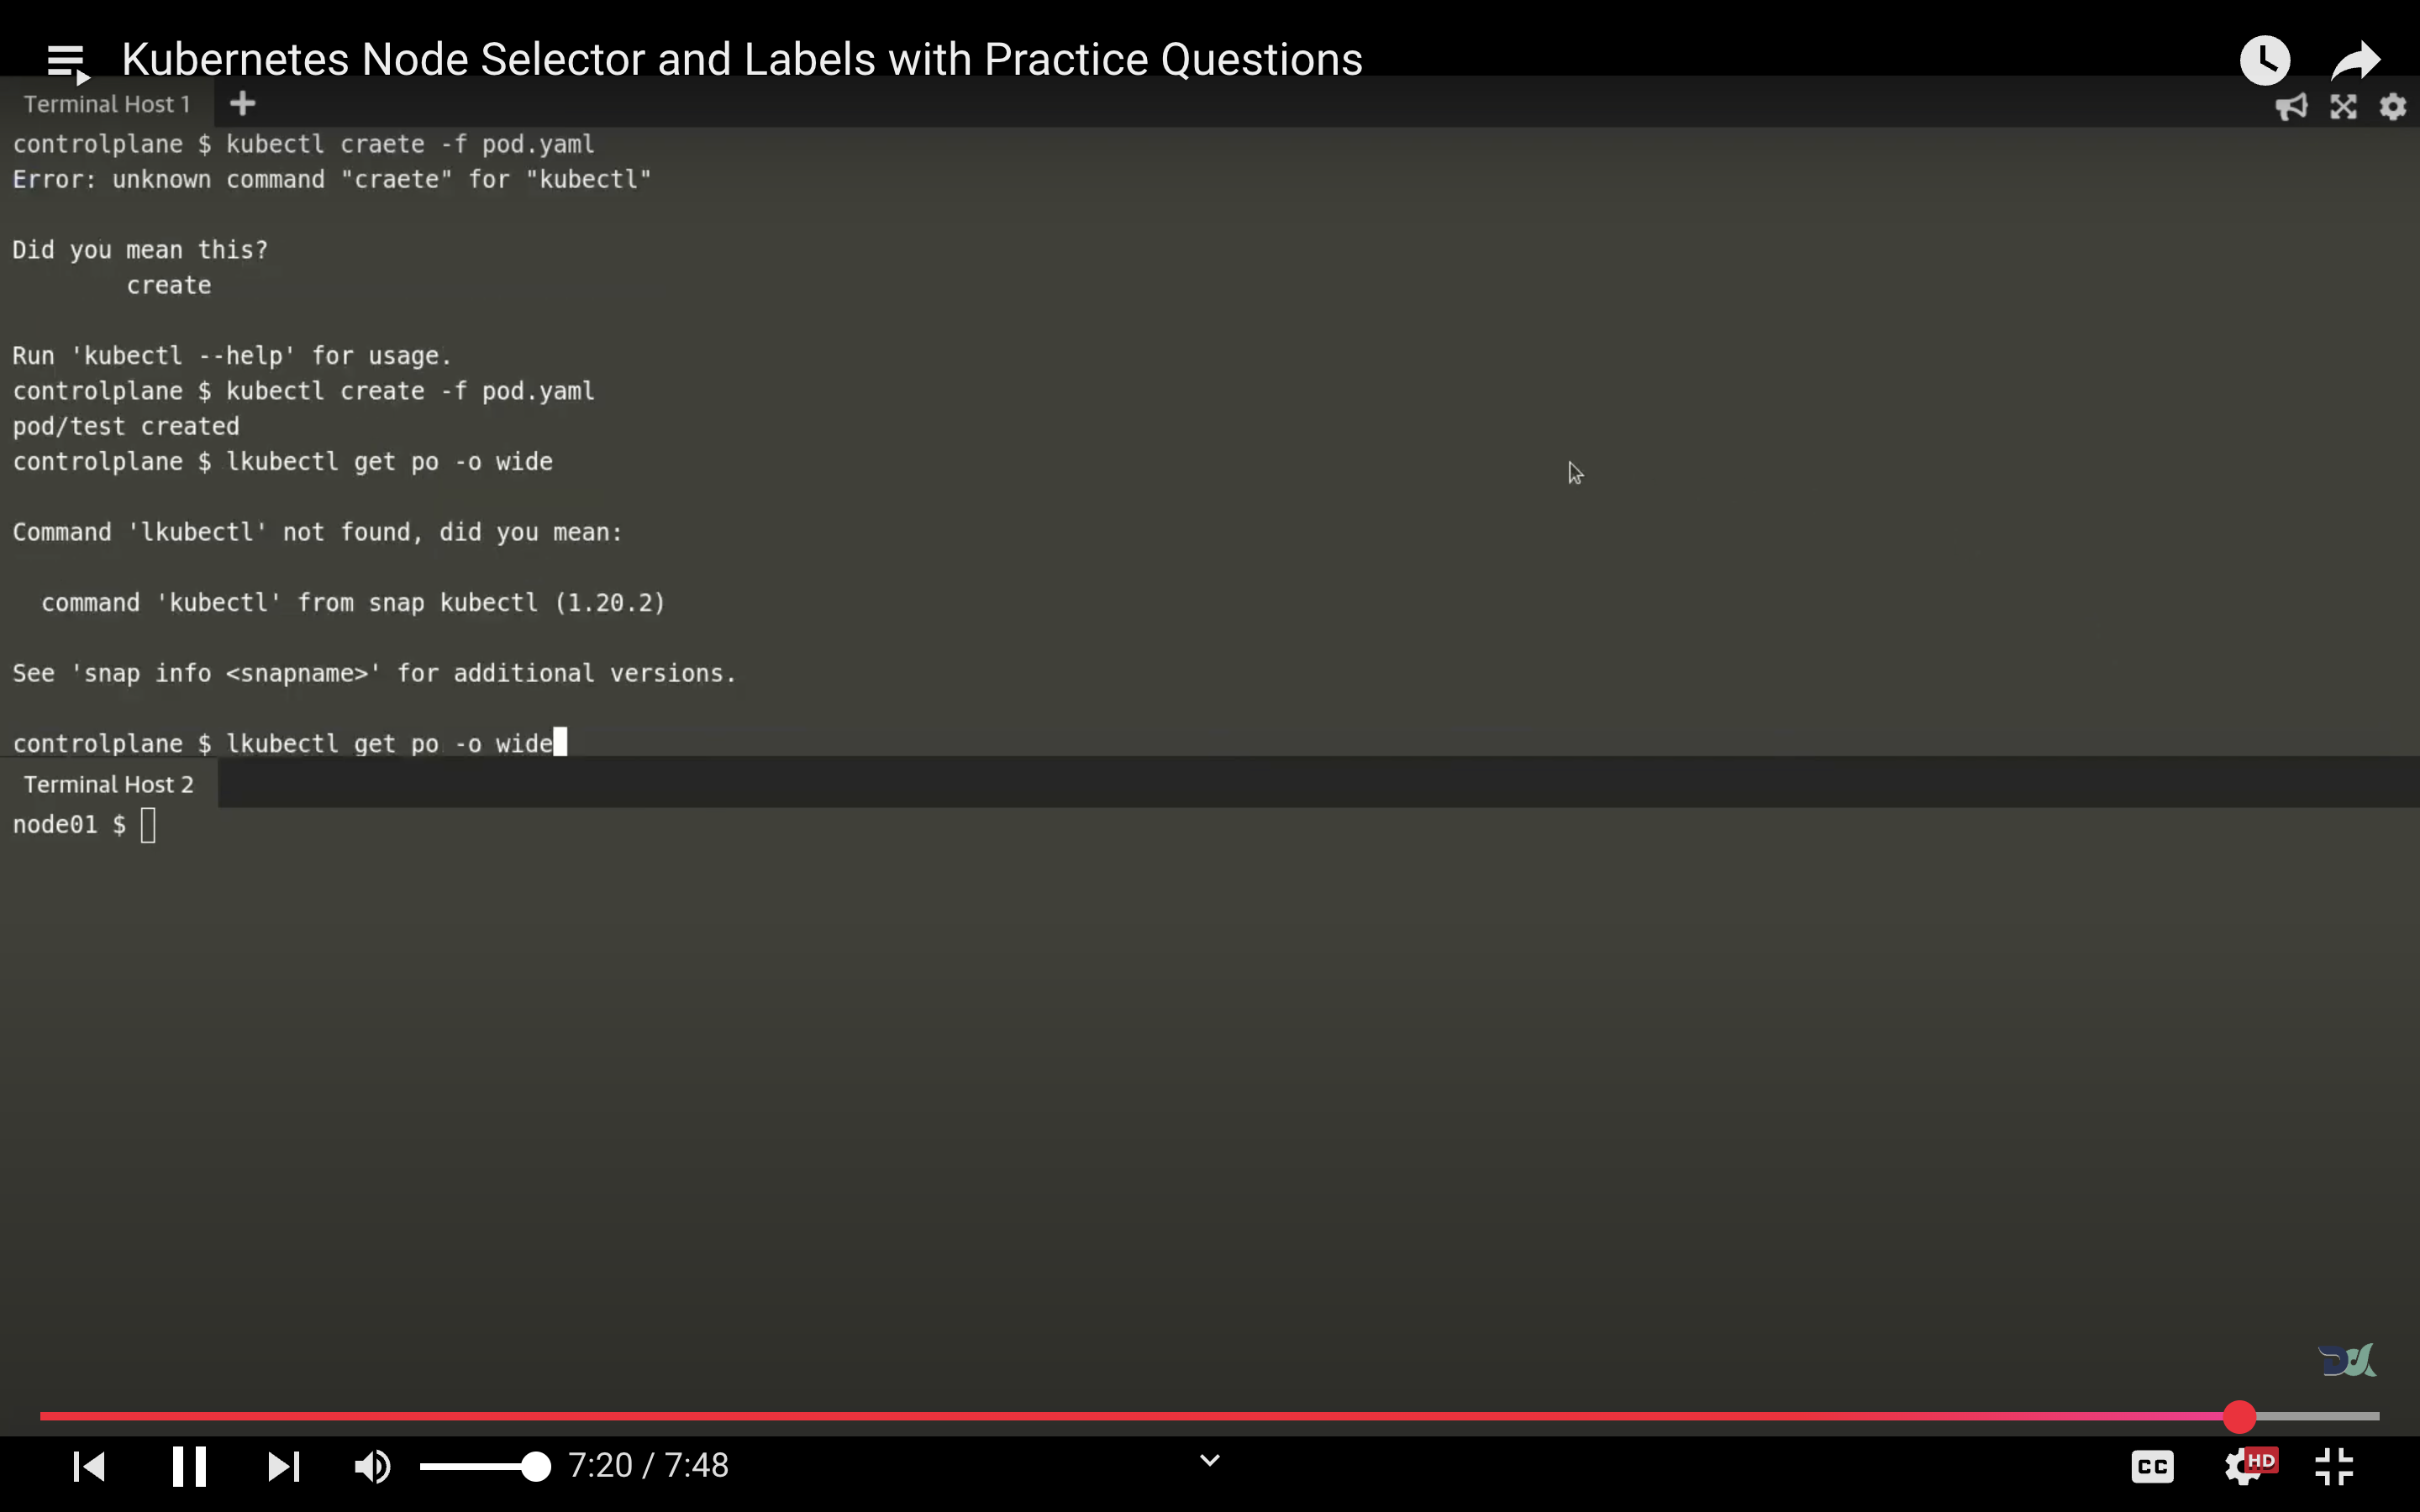 Kubernetes Node Selector and Labels with Practice Questions
Terminal Host 1
controlplane $ kubectl craete -f pod.yaml
Error: unknown command "craete" for "kubectl"
Did you mean this?
create
Run 'kubectl --help' for usage.
controlplane $ kubectl create -f pod.yaml
pod/test created
controlplane $ lkubectl get po -o wide
Command 'lkubectl' not found, did you mean:
command 'kubectl' from snap kubectl (1.20.2)
See 'snap info <snapname>' for additional versions.
controlplane $ lkubectl get po -o wide
Terminal Host 2
node01 $
7:20 / 7:48
CC
HD